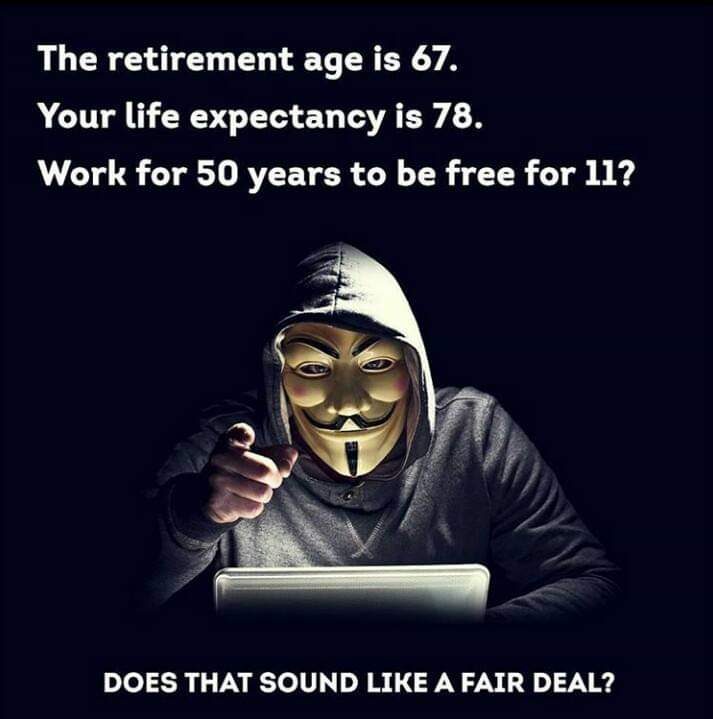 The retirement age is 67.
Your life expectancy is 78.
Work for 50 years to be free for 11?
DOES THAT SOUND LIKE A FAIR DEAL?